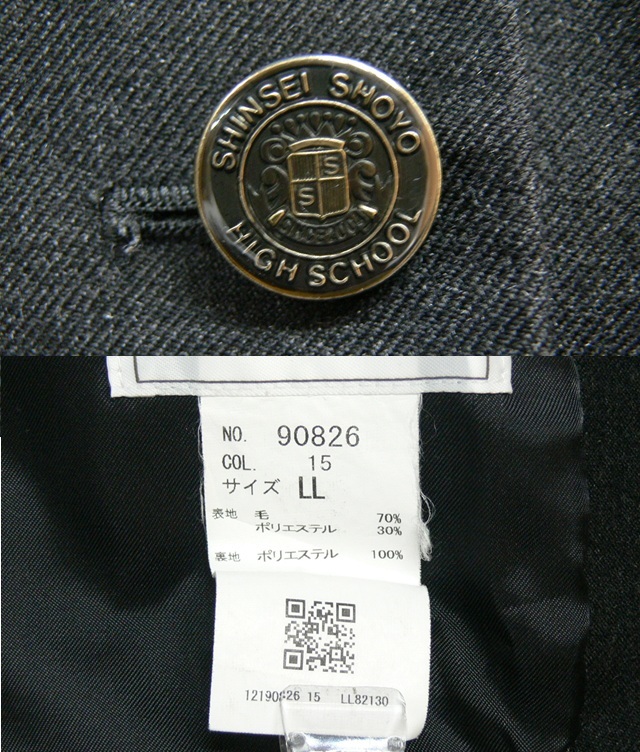 SHINSEI SHOYO
S
S
HIGH SCHOOL
NO. 90826
COL. 15
サイズ LL
表地 毛 70%
ポリエステル 30%
裏地 ポリエステル 100%
15 LL82130